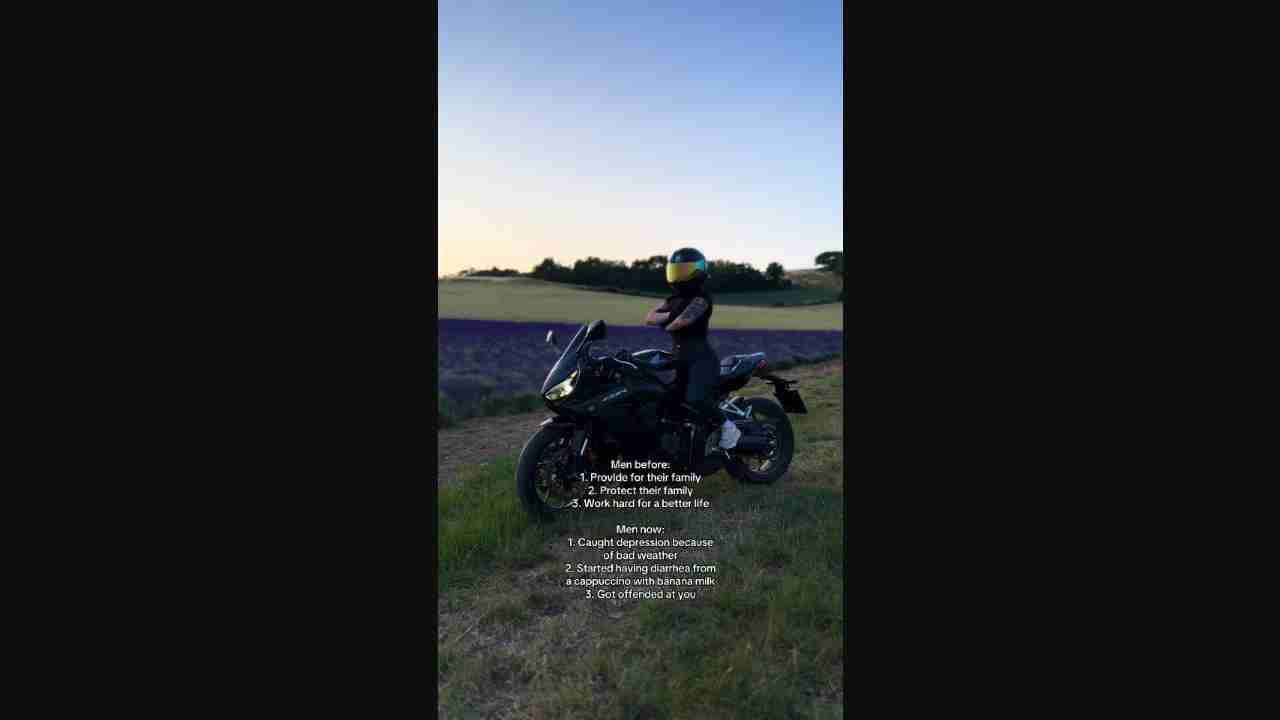 Men before:
1. Provide for their family
2. Protect their family
3. Work hard for a better life
Men now:
1. Caught depression because
of bad weather
2. Started having diarrhea from
a cappuccino with banana milk
3. Got offended at you